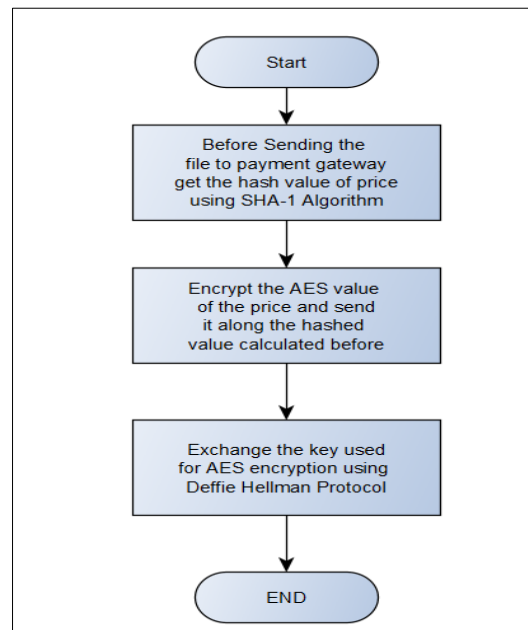 Start
Before Sending the
file to payment gateway
get the hash value of price
using SHA-1 Algorithm
Encrypt the AES value
of the price and send
it along the hashed
value calculated before
Exchange the key used
for AES encryption using
Deffie Hellman Protocol
END